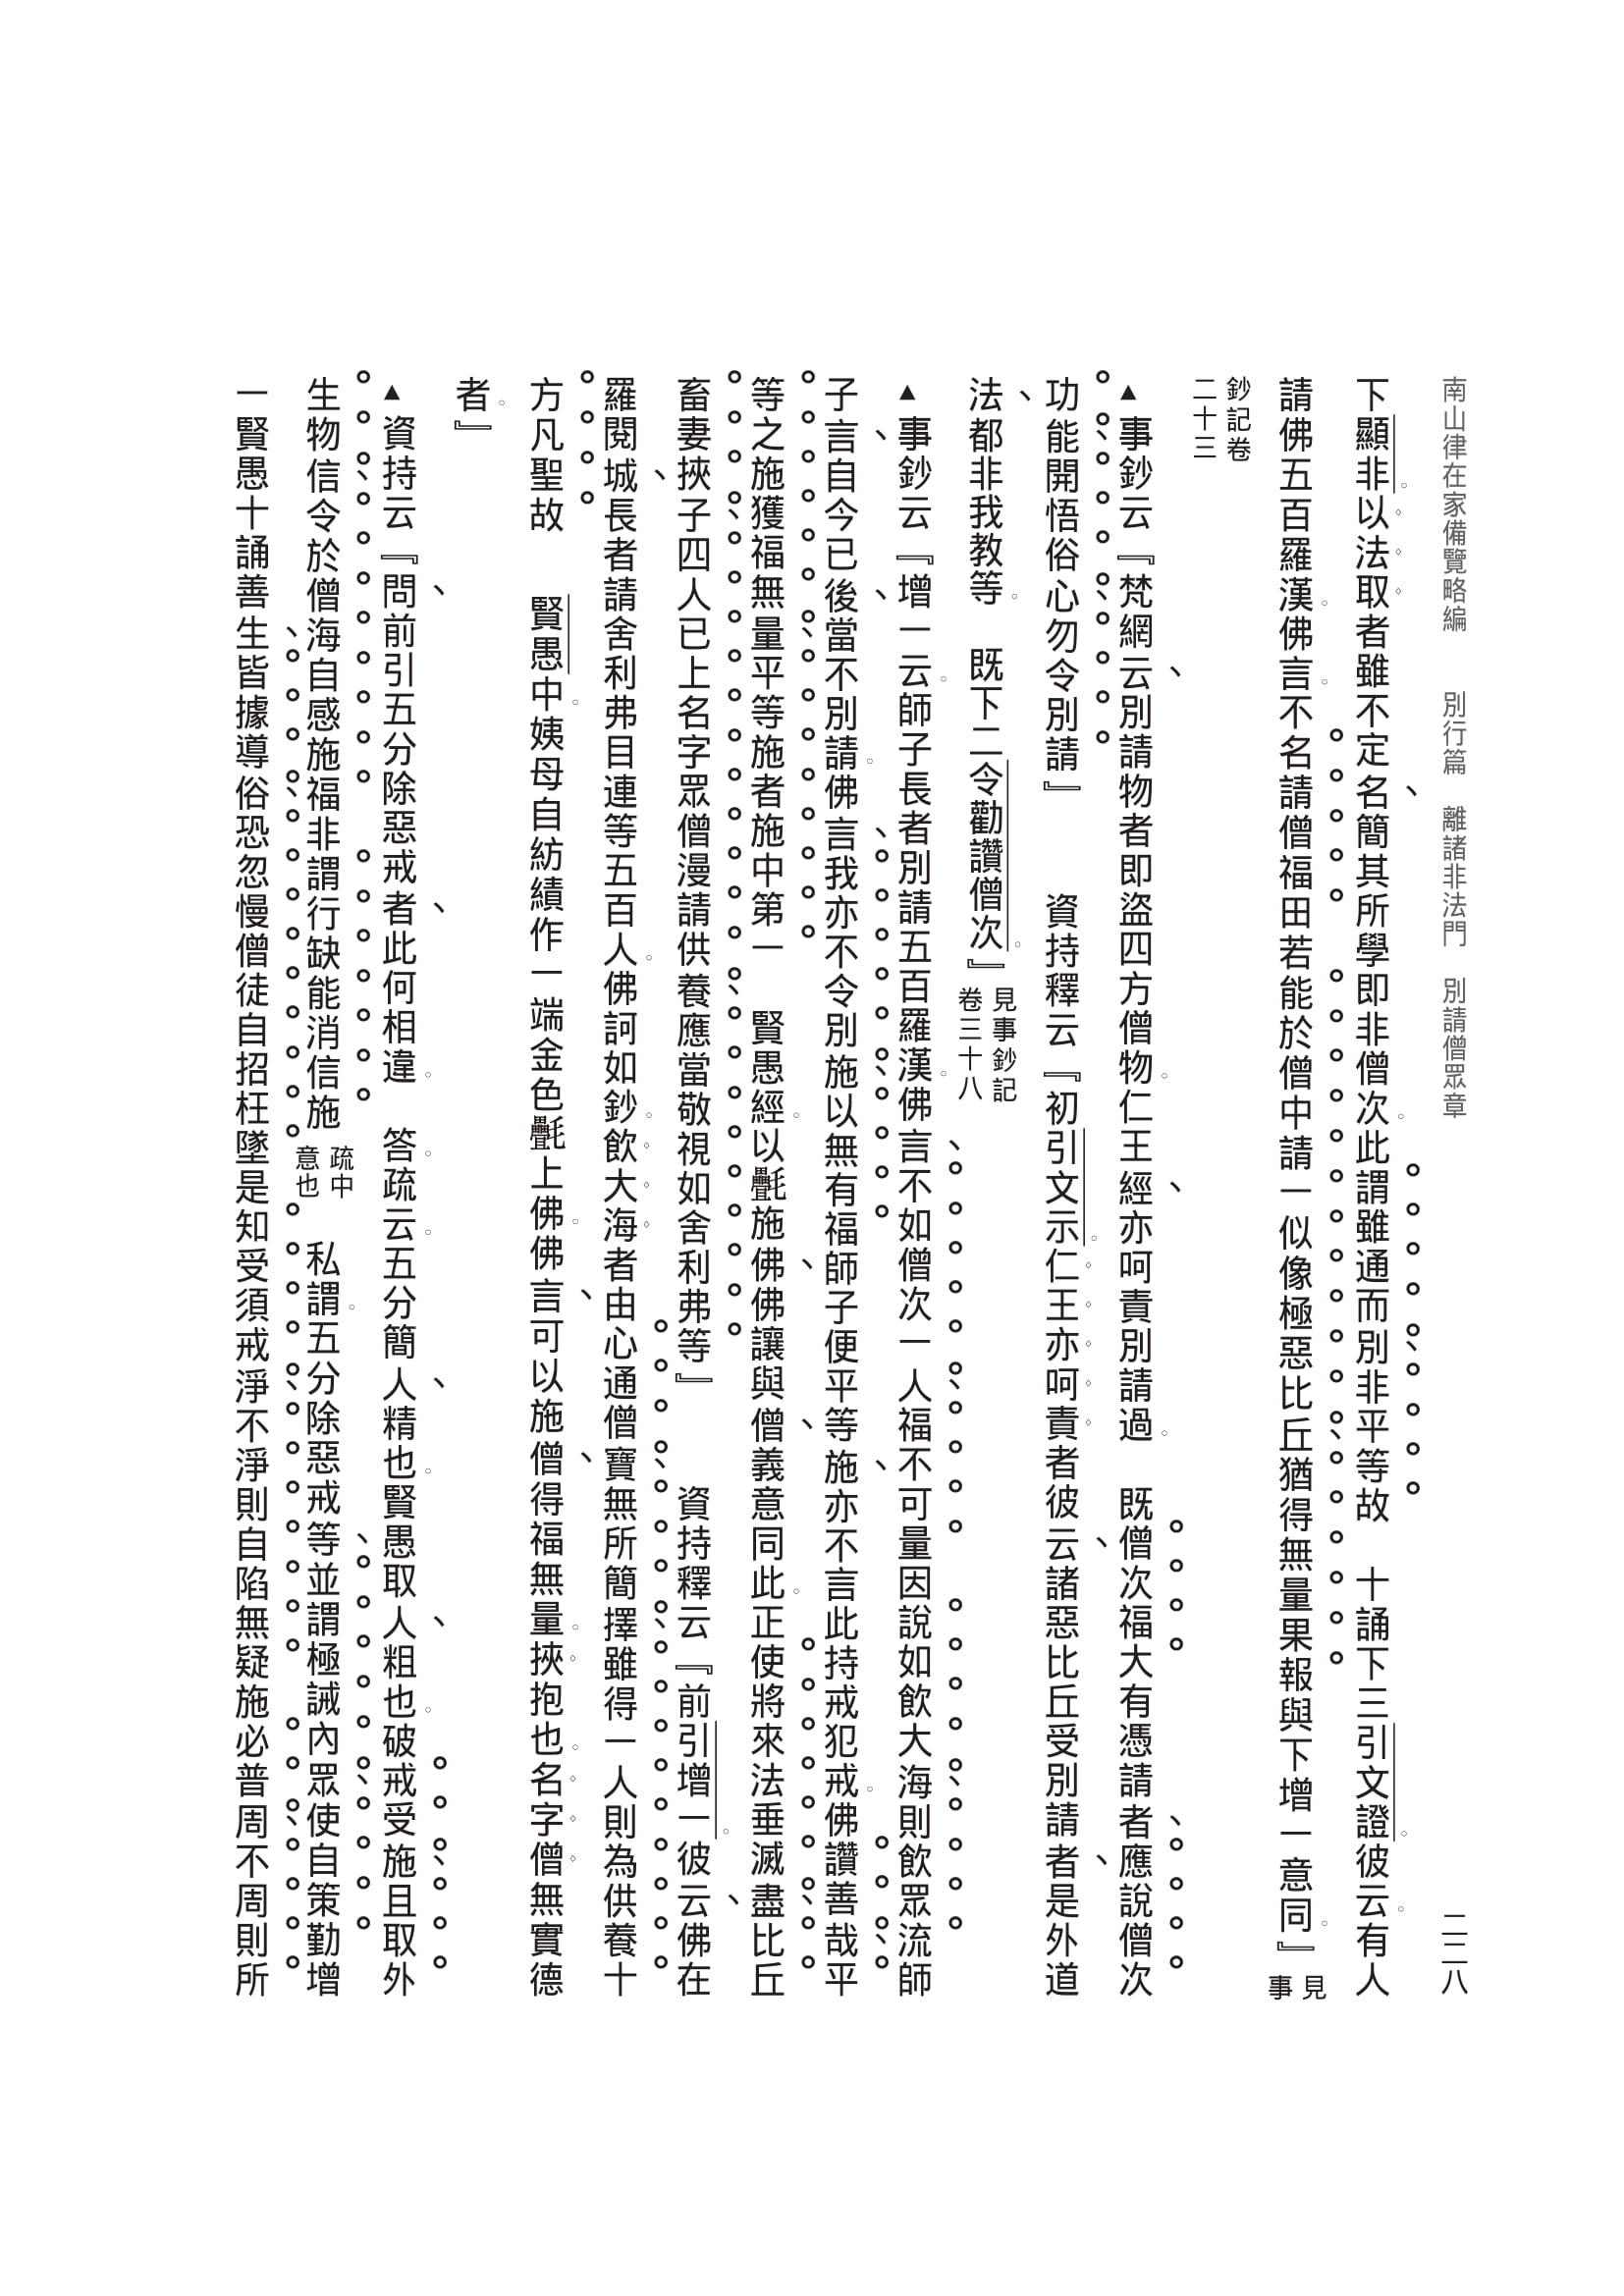 南山律在家備覽略編　別行篇　離諸非法門　別請僧眾章　二二八
下顯非以法取者雖不定名簡其所學即非僧次此謂雖通而別非平等故　十誦下三引文證彼云有人
請佛五百羅漢佛言不名請僧福田若能於僧中請一似像極惡比丘猶得無量果報與下增一意同』見事
鈔記卷二十三
▲事鈔云『梵網云別請物者即盜四方僧物仁王經亦呵責別請過　既僧次福大有憑請者應說僧次
功能開悟俗心勿令別請』　資持釋云『初引文示仁王亦呵責者彼云諸惡比丘受別請者是外道
法都非我教等　既下二令勸讚僧次』見事鈔記卷三十八
▲事鈔云『增一云師子長者別請五百羅漢佛言不如僧次一人福不可量因說如飲大海則飲眾流師
子言自今已後當不別請佛言我亦不令別施以無有福師子便平等施亦不言此持戒犯戒佛讚善哉平
等之施獲福無量平等施者施中第一　賢愚經以㲲施佛佛讓與僧義意同此正使將來法垂滅盡比丘
畜妻挾子四人已上名字眾僧漫請供養應當敬視如舍利弗等』　資持釋云『前引增一彼云佛在
羅閱城長者請舍利弗目連等五百人佛訶如鈔飲大海者由心通僧寶無所簡擇雖得一人則為供養十
方凡聖故　賢愚中姨母自紡績作一端金色㲲上佛佛言可以施僧得福無量挾抱也名字僧無實德
者』
▲資持云『問前引五分除惡戒者此何相違　答疏云五分簡人精也賢愚取人粗也破戒受施且取外
生物信令於僧海自感施福非謂行缺能消信施疏中意也　私謂五分除惡戒等並謂極誡內眾使自策勤增
一賢愚十誦善生皆據導俗恐忽慢僧徒自招枉墜是知受須戒淨不淨則自陷無疑施必普周不周則所